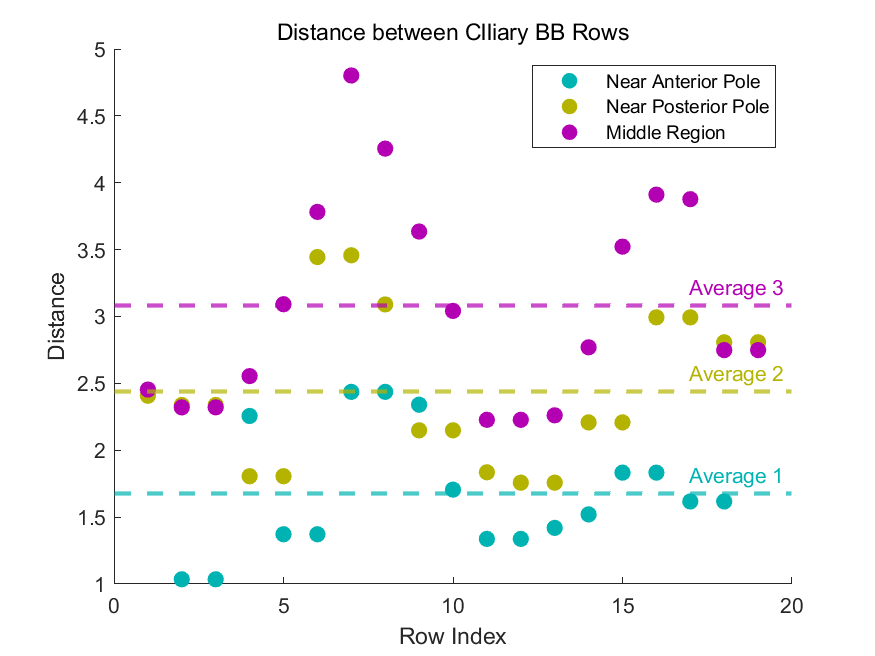 Distance between CIliary BB Rows
Near Anterior Pole
Near Posterior Pole
Middle Region
5
4.5
4
3.5
3
2.5
2
1.5
1
Distance
Average 3
Average 2
Average 1
0
5
10
15
20
Row Index